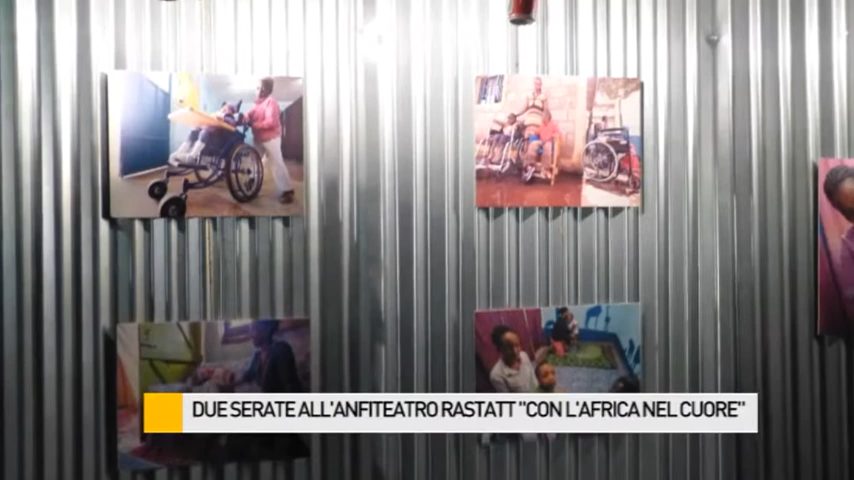 DUE SERATE ALL'ANFITEATRO RASTATT "CON L'AFRICA NEL CUORE"